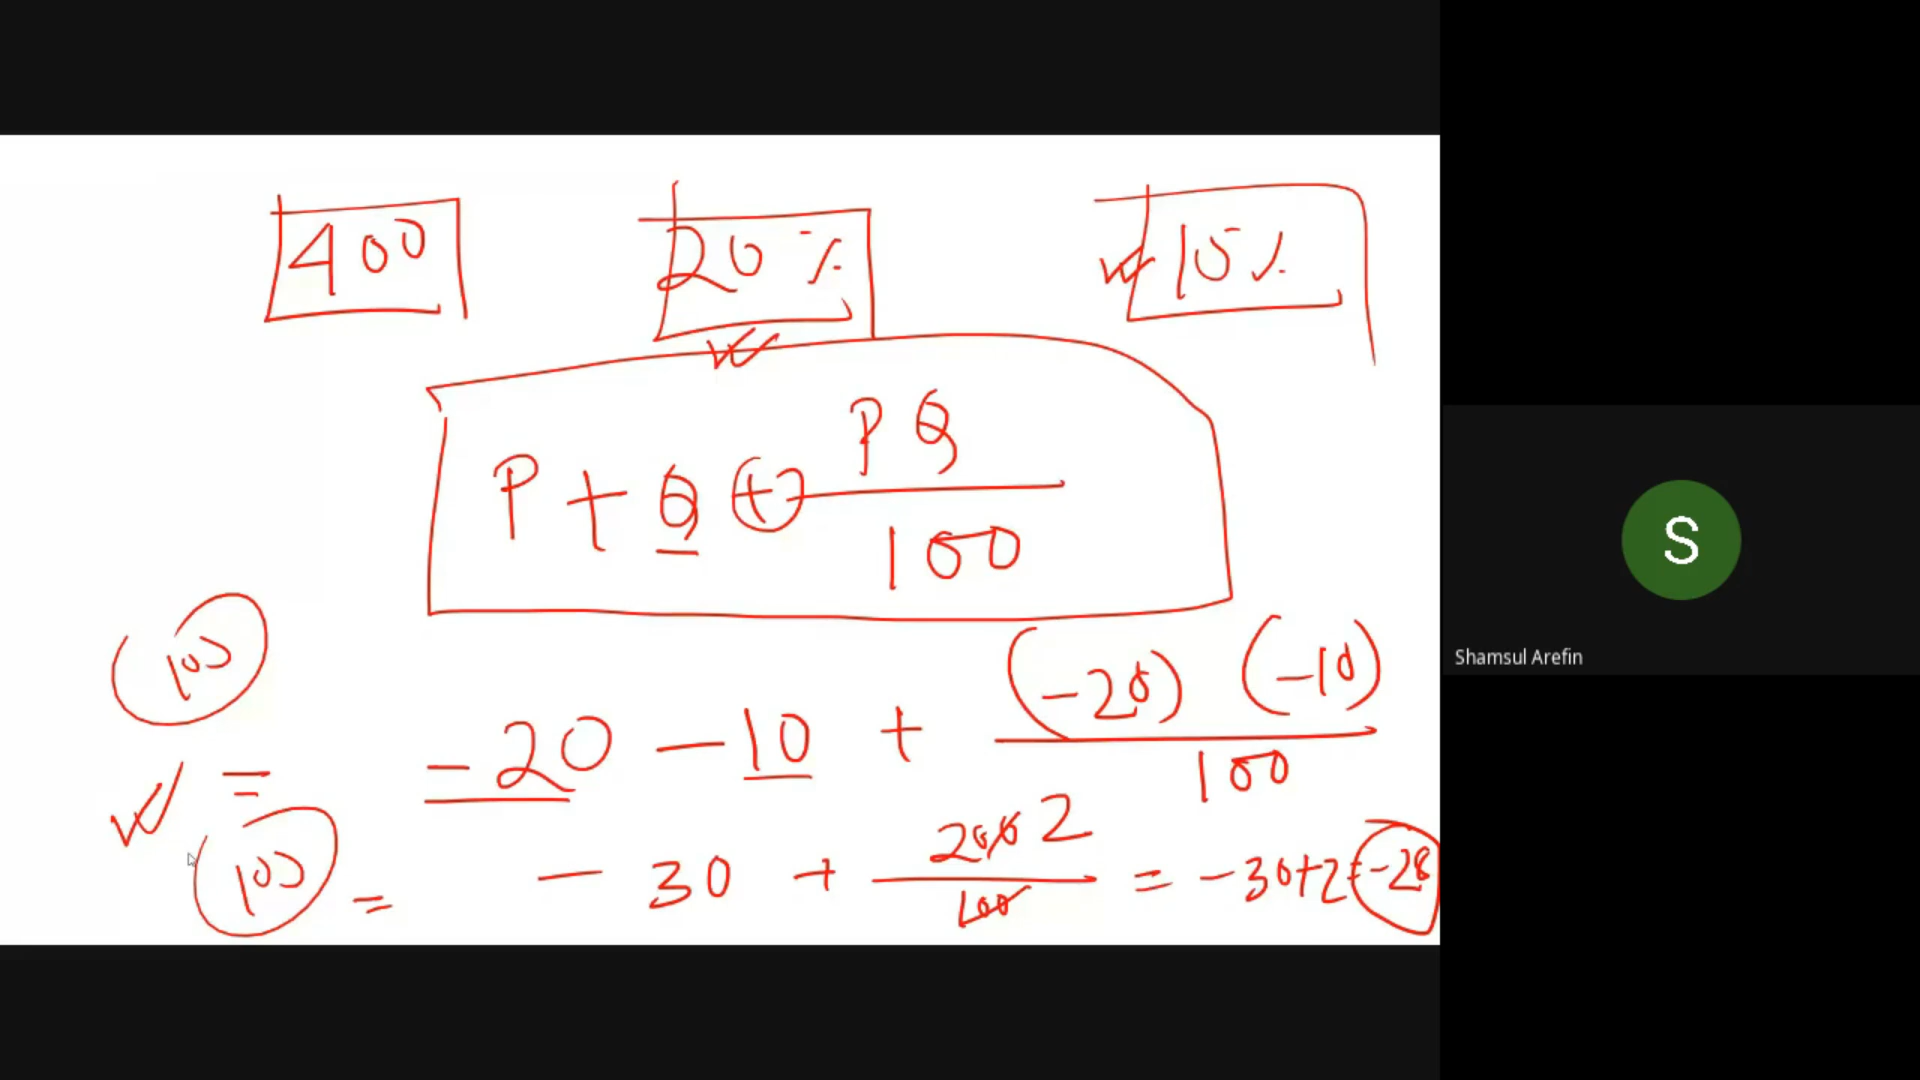 400 20% 15%
P + Q + PQ
100
100
= -20 - 10 + (-20) (-10)
100
100 = - 30 + 200 2 = -30+2= -28
100
S
Shamsul Arefin